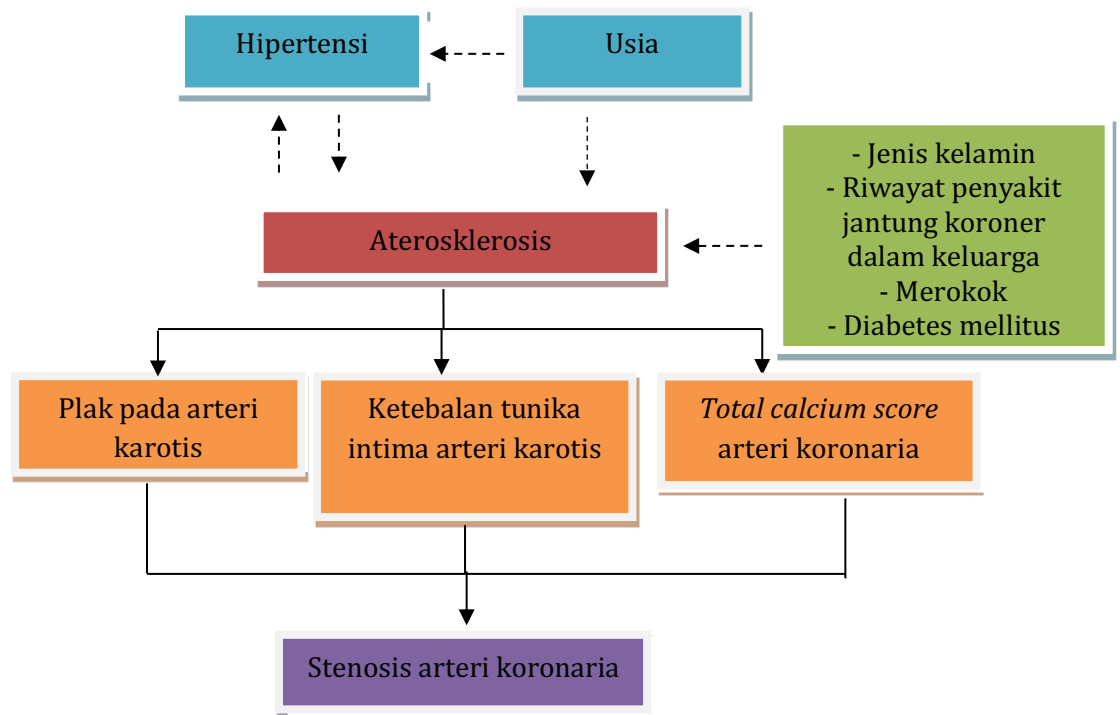 Hipertensi
Usia
- Jenis kelamin
- Riwayat penyakit
jantung koroner
dalam keluarga
- Merokok
- Diabetes mellitus
Aterosklerosis
Plak pada arteri
karotis
Ketebalan tunika
intima arteri karotis
Total calcium score
arteri koronaria
Stenosis arteri koronaria